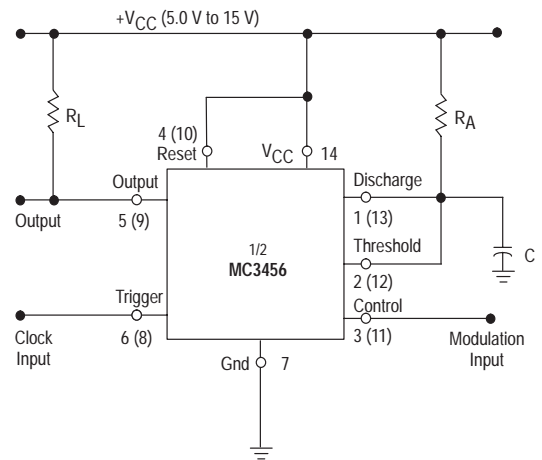 +VCC (5.0 V to 15 V)
RL
RA
4 (10)
Reset
VCC
14
Output
5 (9)
Output
Discharge
1 (13)
1/2
MC3456
Threshold
2 (12)
C
Trigger
6 (8)
Clock
Input
Control
3 (11)
Modulation
Input
Gnd
7